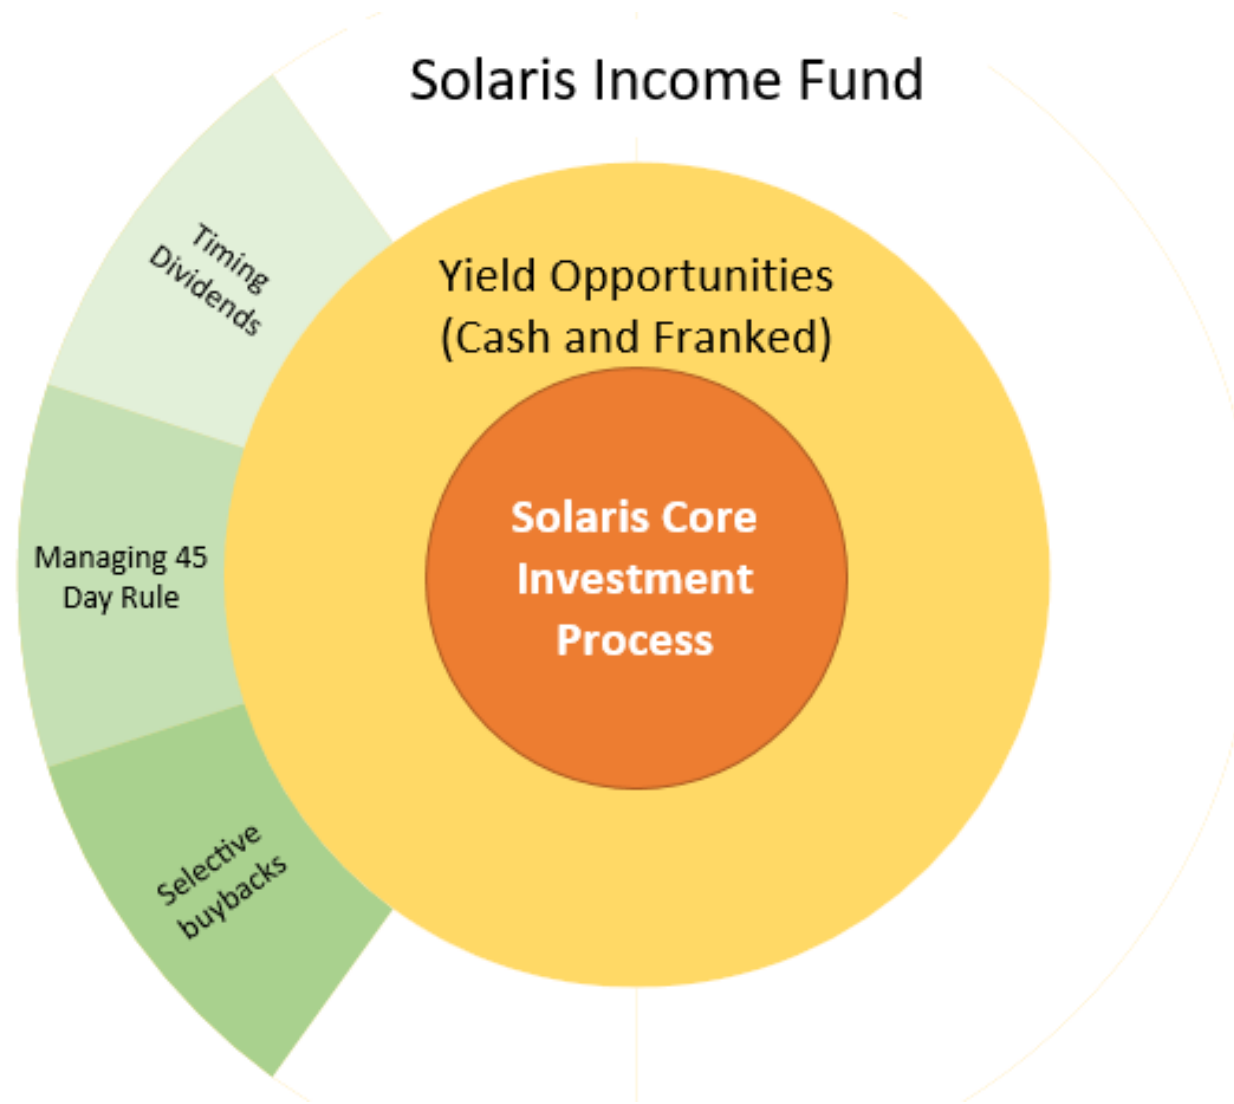 Solaris Income Fund
Timing
Dividends
Yield Opportunities
(Cash and Franked)
Managing 45
Day Rule
Solaris Core
Investment
Process
Selective
buybacks